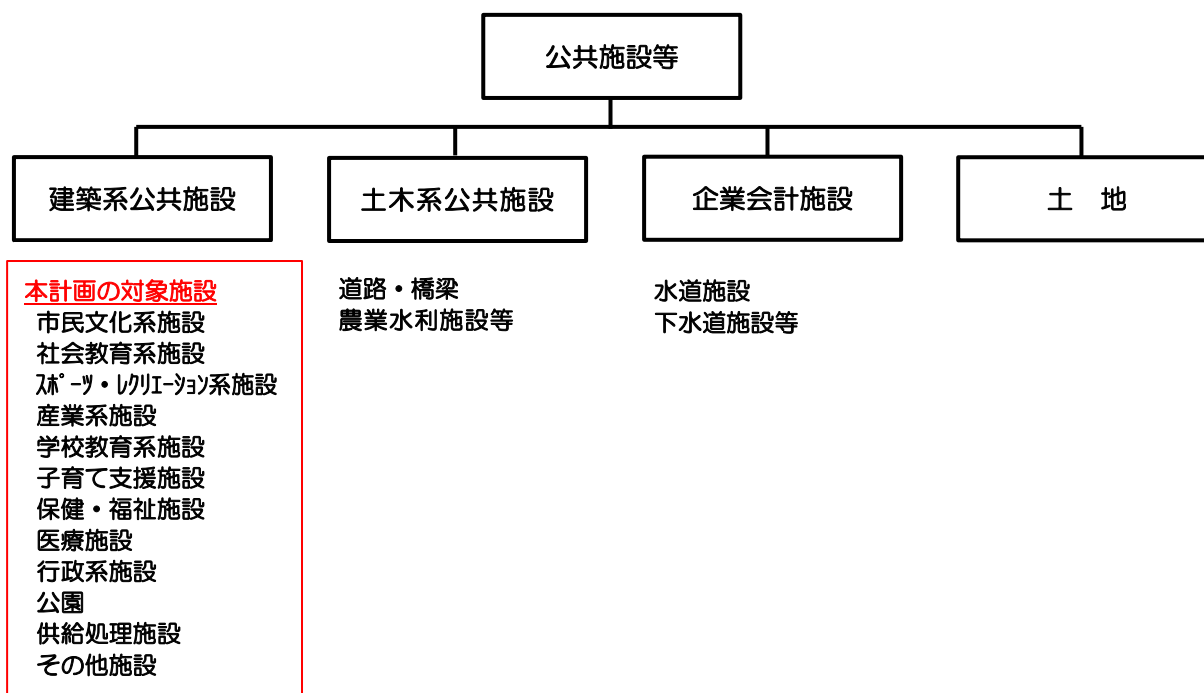 公共施設等
建築系公共施設
土木系公共施設
企業会計施設
土　地
本計画の対象施設
市民文化系施設
社会教育系施設
ｽﾎﾟｰﾂ・ﾚｸﾘｴｰｼｮﾝ系施設
産業系施設
学校教育系施設
子育て支援施設
保健・福祉施設
医療施設
行政系施設
公園
供給処理施設
その他施設
道路・橋梁
農業水利施設等
水道施設
下水道施設等